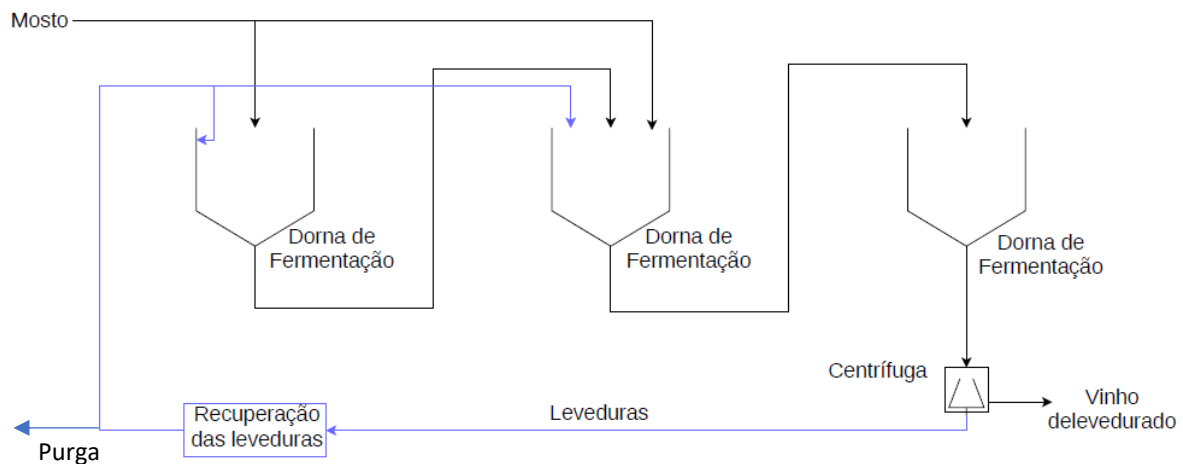 Mosto
Dorna de
Fermentação
Dorna de
Fermentação
Dorna de
Fermentação
Centrífuga
Vinho
delevedurado
Leveduras
Recuperação
das leveduras
Purga